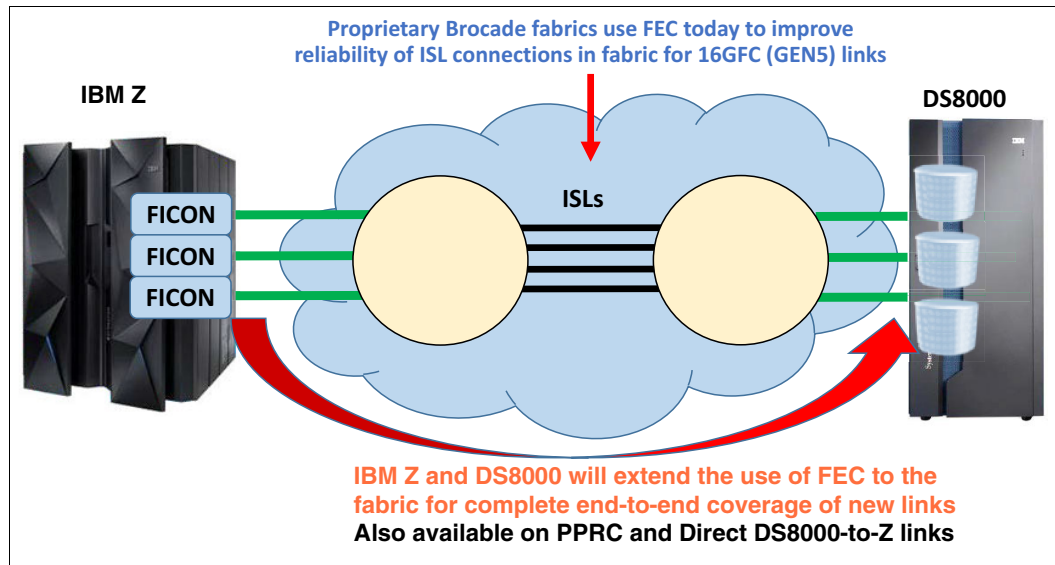 Proprietary Brocade fabrics use FEC today to improve
reliability of ISL connections in fabric for 16GFC (GEN5) links
IBM Z
DS8000
IBM
IBM
ISLs
FICON
FICON
FICON
IBM Z and DS8000 will extend the use of FEC to the
fabric for complete end-to-end coverage of new links
Also available on PPRC and Direct DS8000-to-Z links